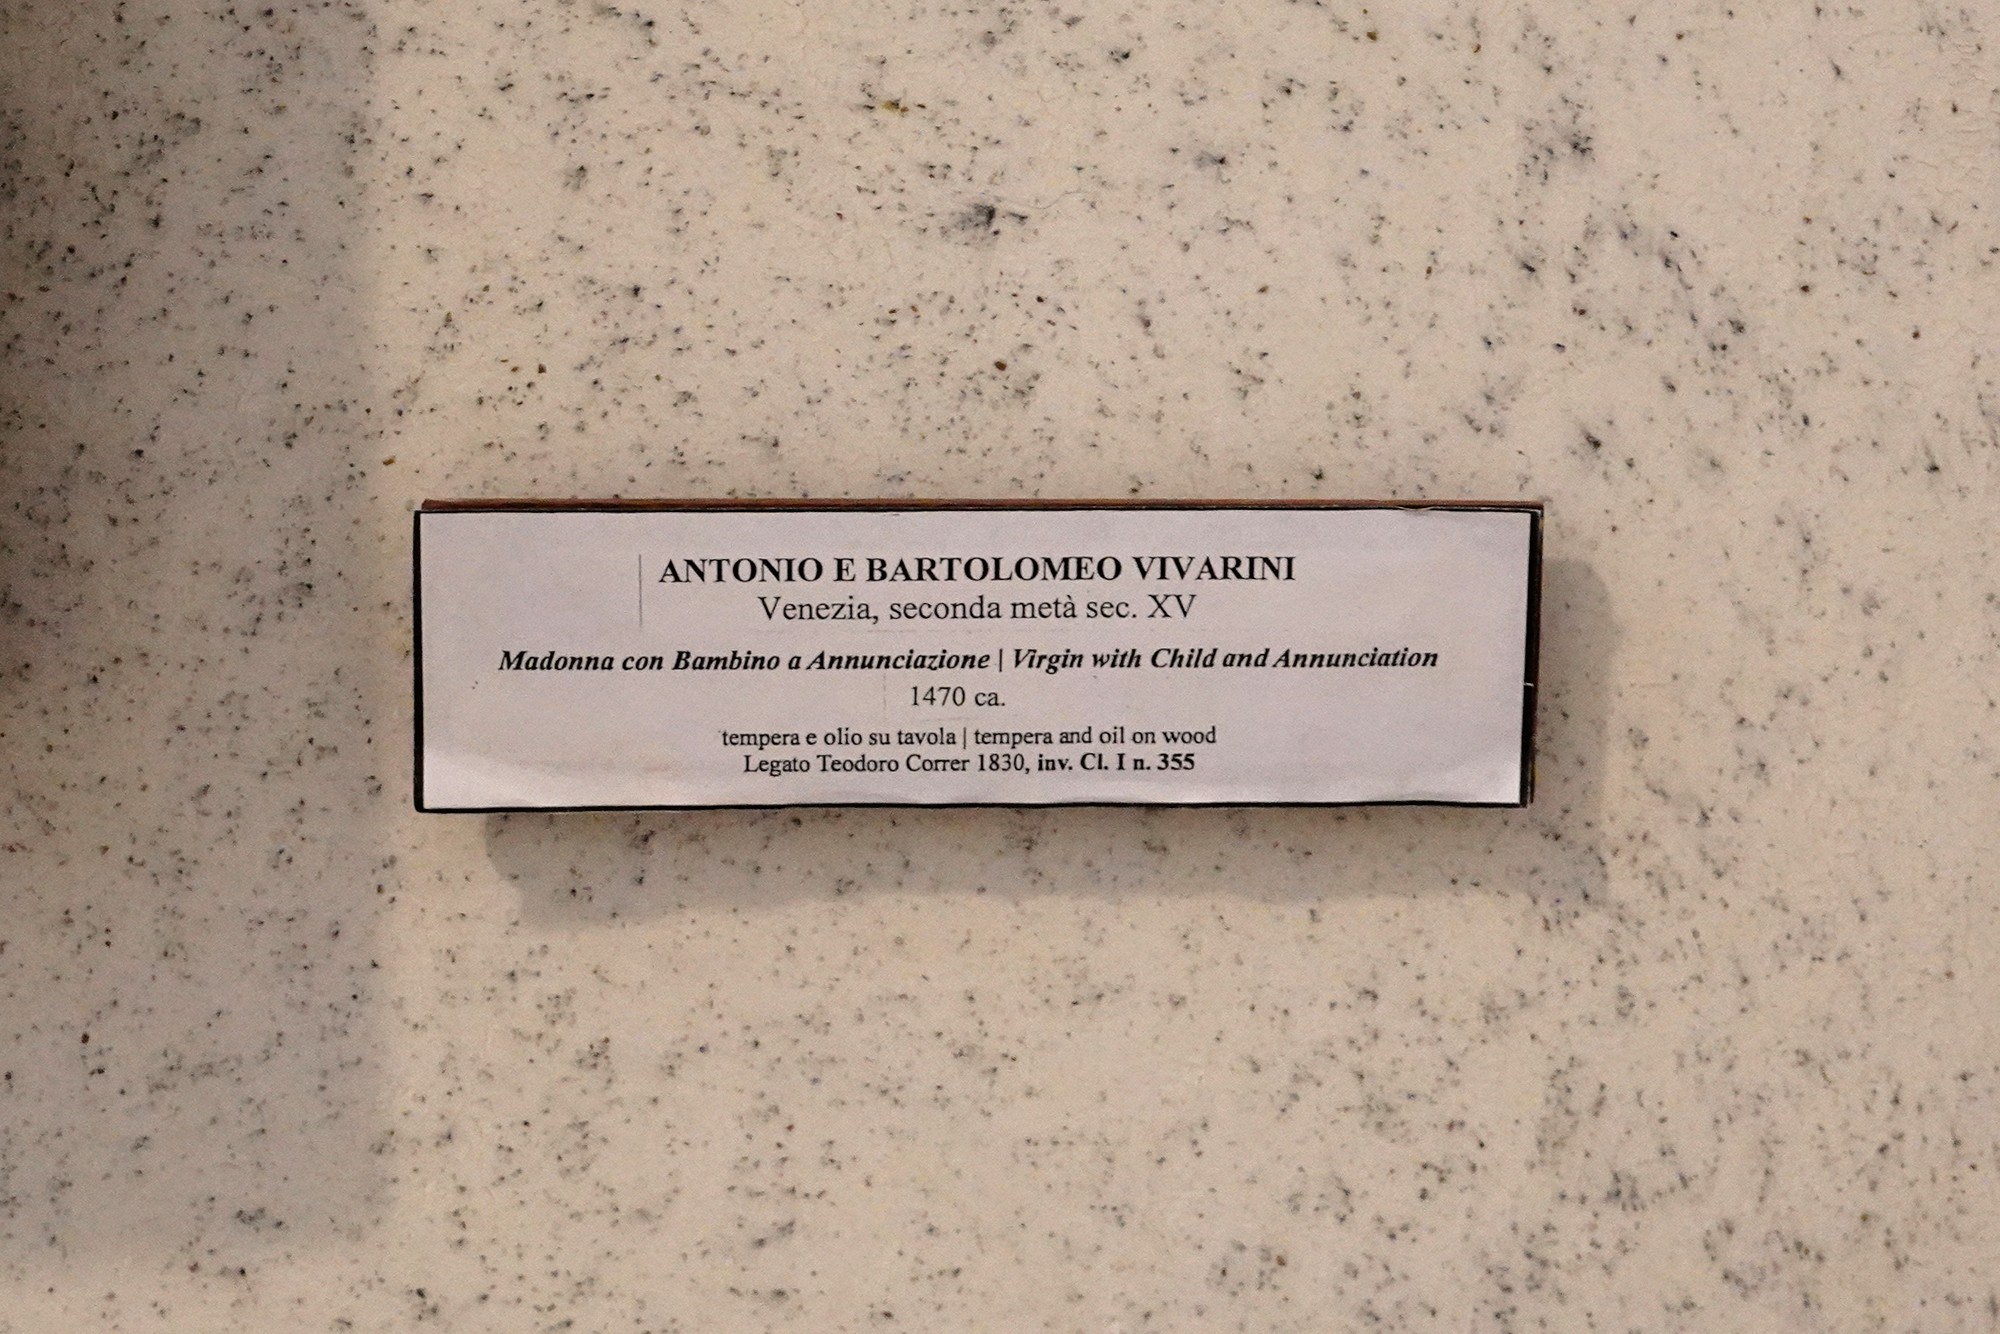 ANTONIO E BARTOLOMEO VIVARINI
Venezia, seconda metà sec. XV
Madonna con Bambino a Annunciazione | Virgin with Child and Annunciation
1470 ca.
tempera e olio su tavola | tempera and oil on wood
Legato Teodoro Correr 1830, inv. Cl. I n. 355